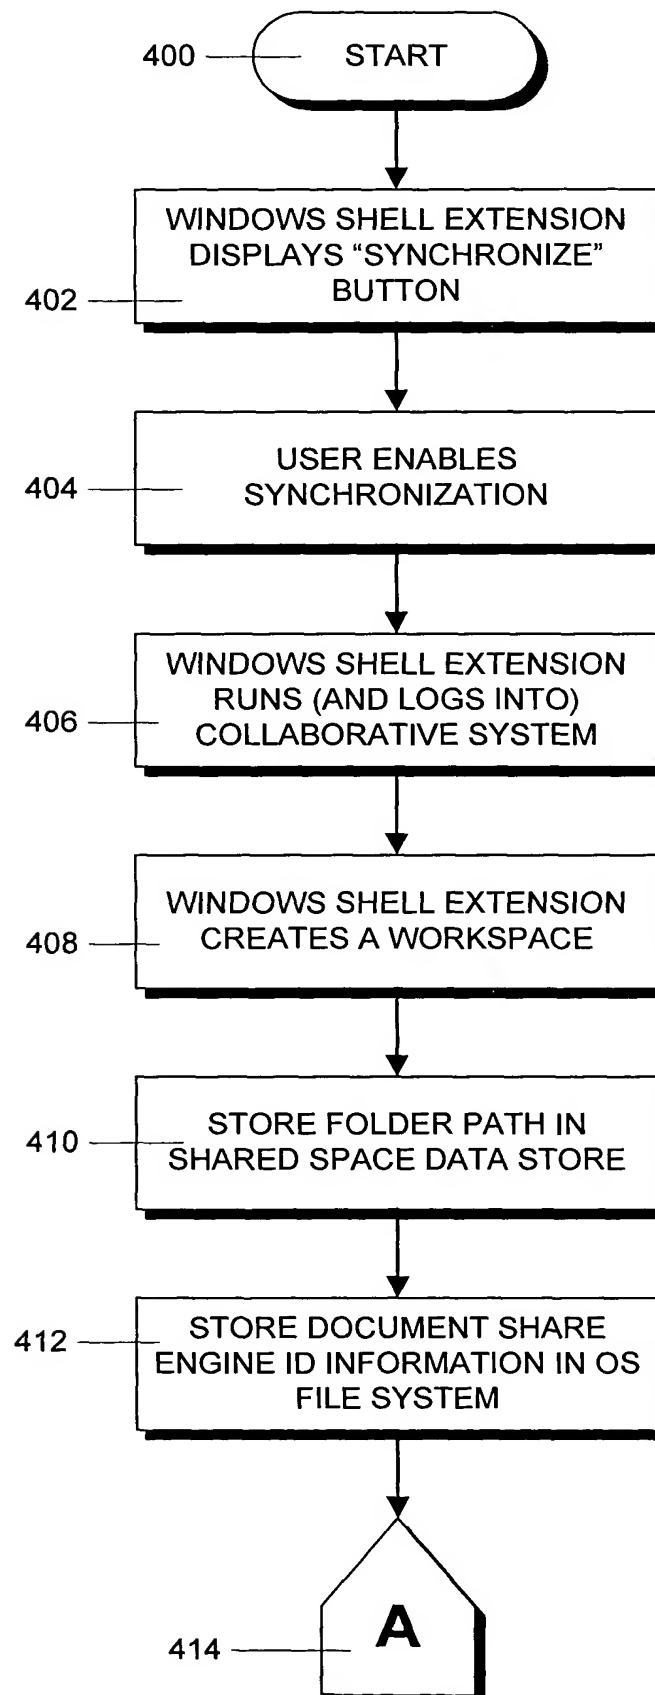 400
START
WINDOWS SHELL EXTENSION
DISPLAYS “SYNCHRONIZE”
BUTTON
402
USER ENABLES
SYNCHRONIZATION
404
WINDOWS SHELL EXTENSION
RUNS (AND LOGS INTO)
COLLABORATIVE SYSTEM
406
WINDOWS SHELL EXTENSION
CREATES A WORKSPACE
408
STORE FOLDER PATH IN
SHARED SPACE DATA STORE
410
STORE DOCUMENT SHARE
ENGINE ID INFORMATION IN OS
FILE SYSTEM
412
A
414